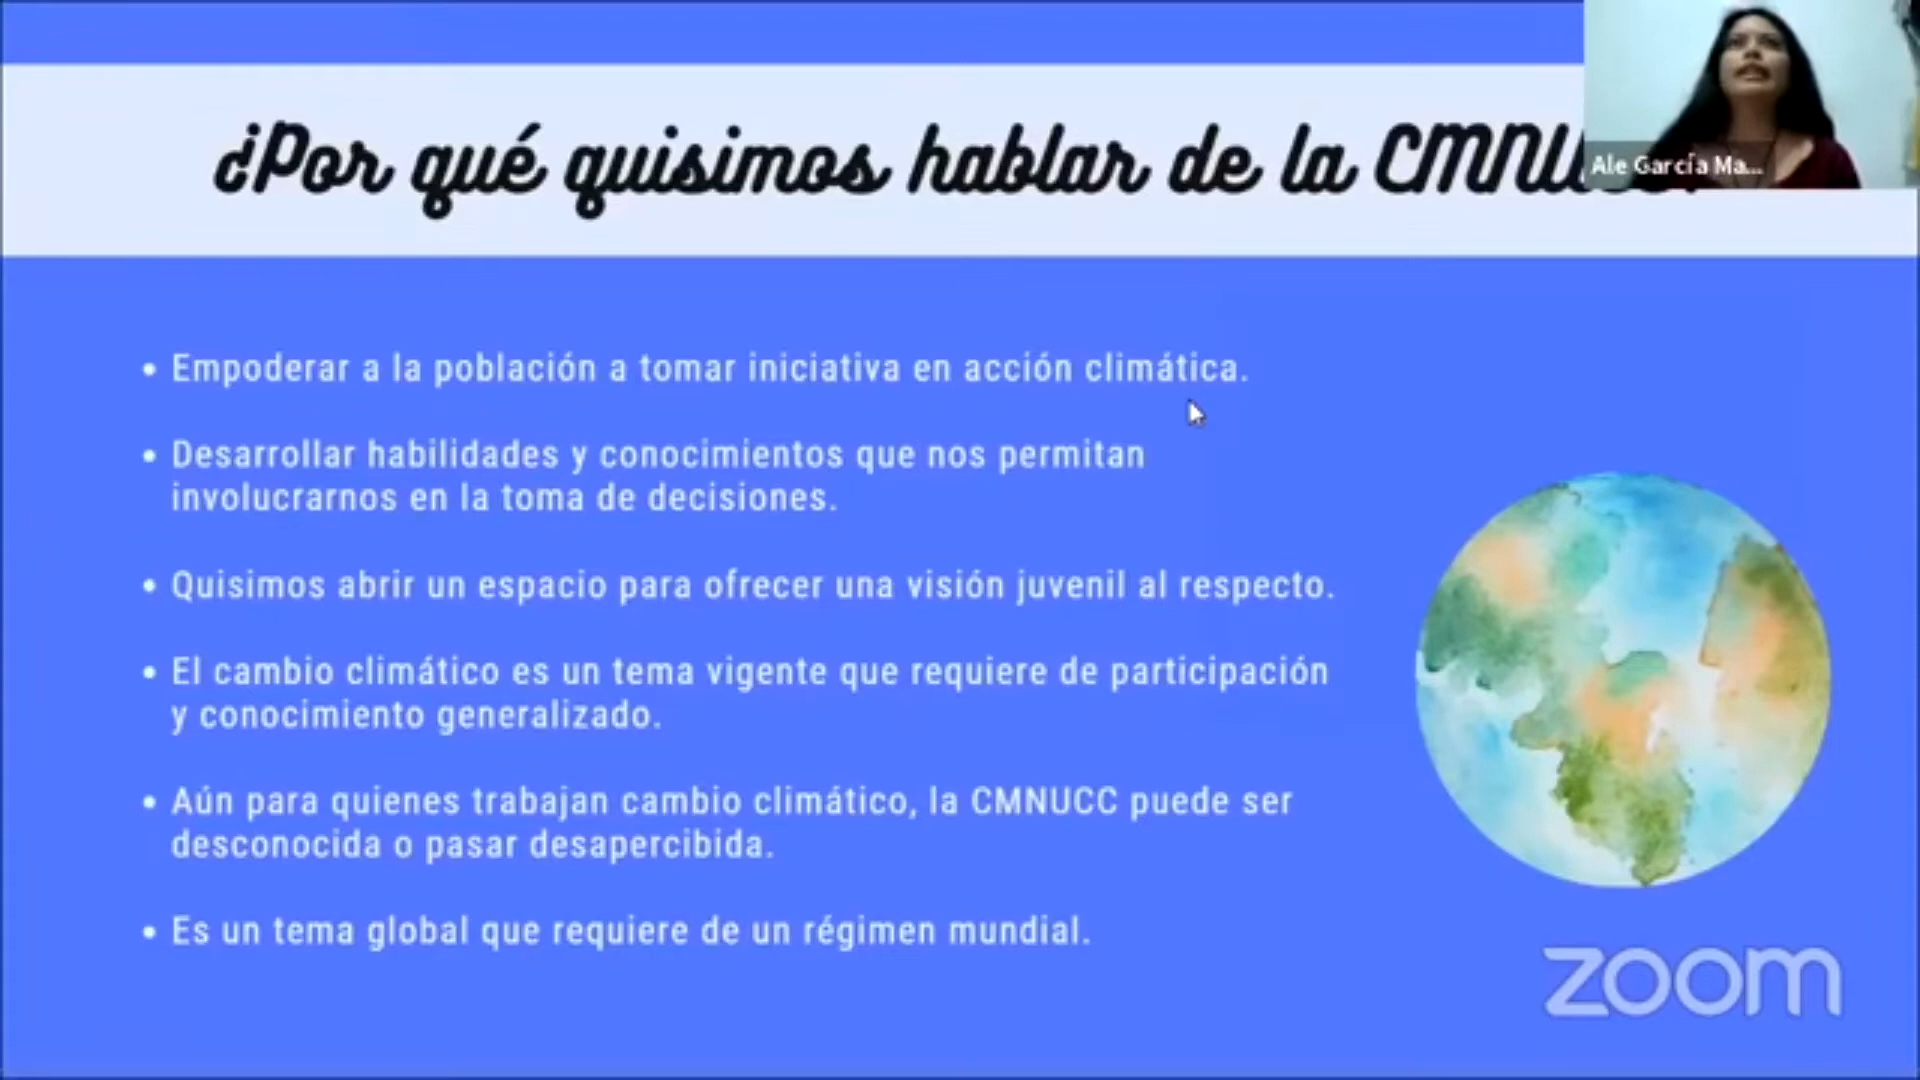 ¿Por qué quisimos hablar de la
Ale García Ma...
• Empoderar a la población a tomar iniciativa en acción climática.
• Desarrollar habilidades y conocimientos que nos permitan
involucrarnos en la toma de decisiones.
• Quisimos abrir un espacio para ofrecer una visión juvenil al respecto.
• El cambio climático es un tema vigente que requiere de participación
y conocimiento generalizado.
• Aún para quienes trabajan cambio climático, la CMNUCC puede ser
desconocida o pasar desapercibida.
• Es un tema global que requiere de un régimen mundial.
zoom